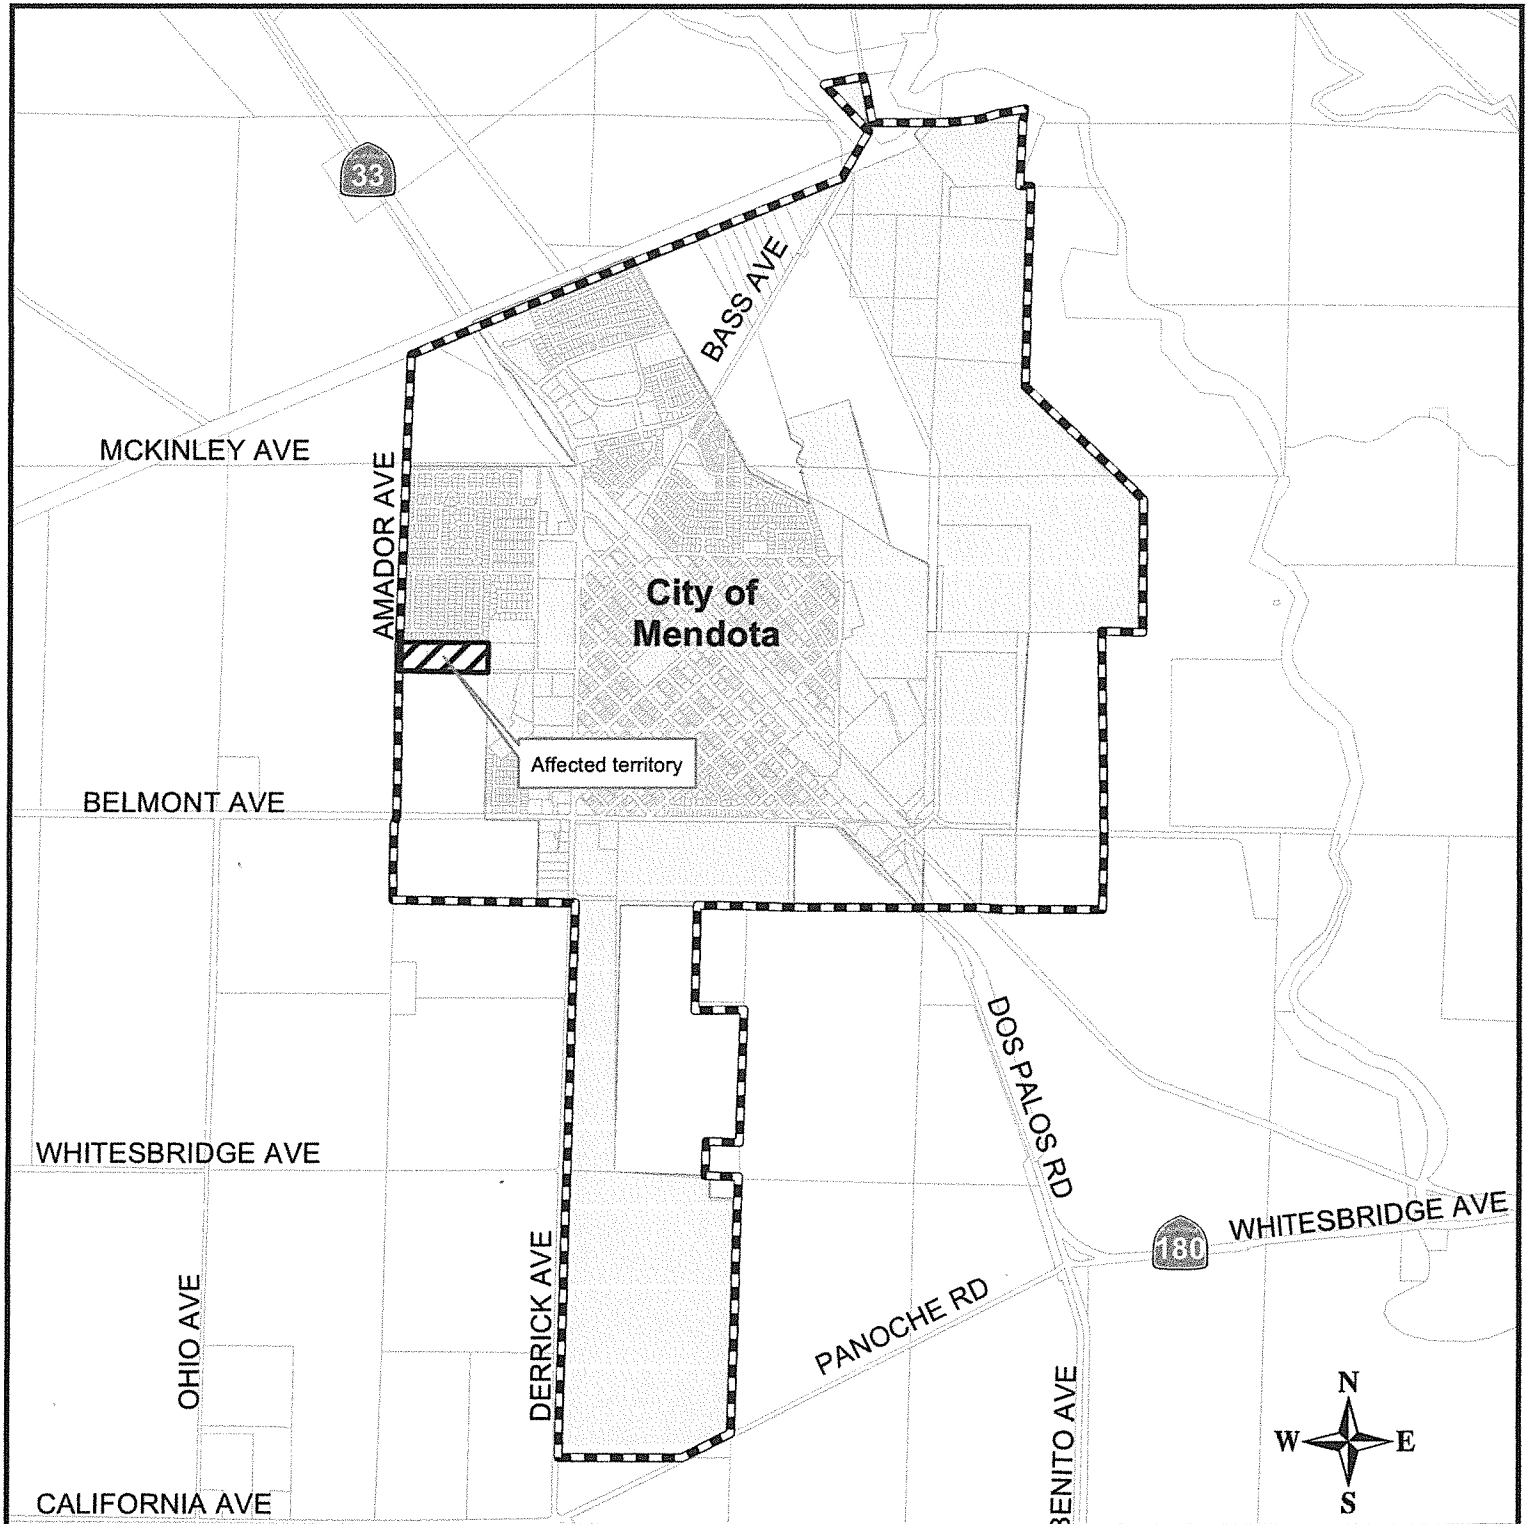 33
BASS AVE
MCKINLEY AVE
AMADOR AVE
City of
Mendota
Affected territory
BELMONT AVE
DOS PALOS RD
WHITESBRIDGE AVE
WHITESBRIDGE AVE
180
DERRICK AVE
OHIO AVE
PANOCHE RD
BENITO AVE
N
W
E
S
CALIFORNIA AVE